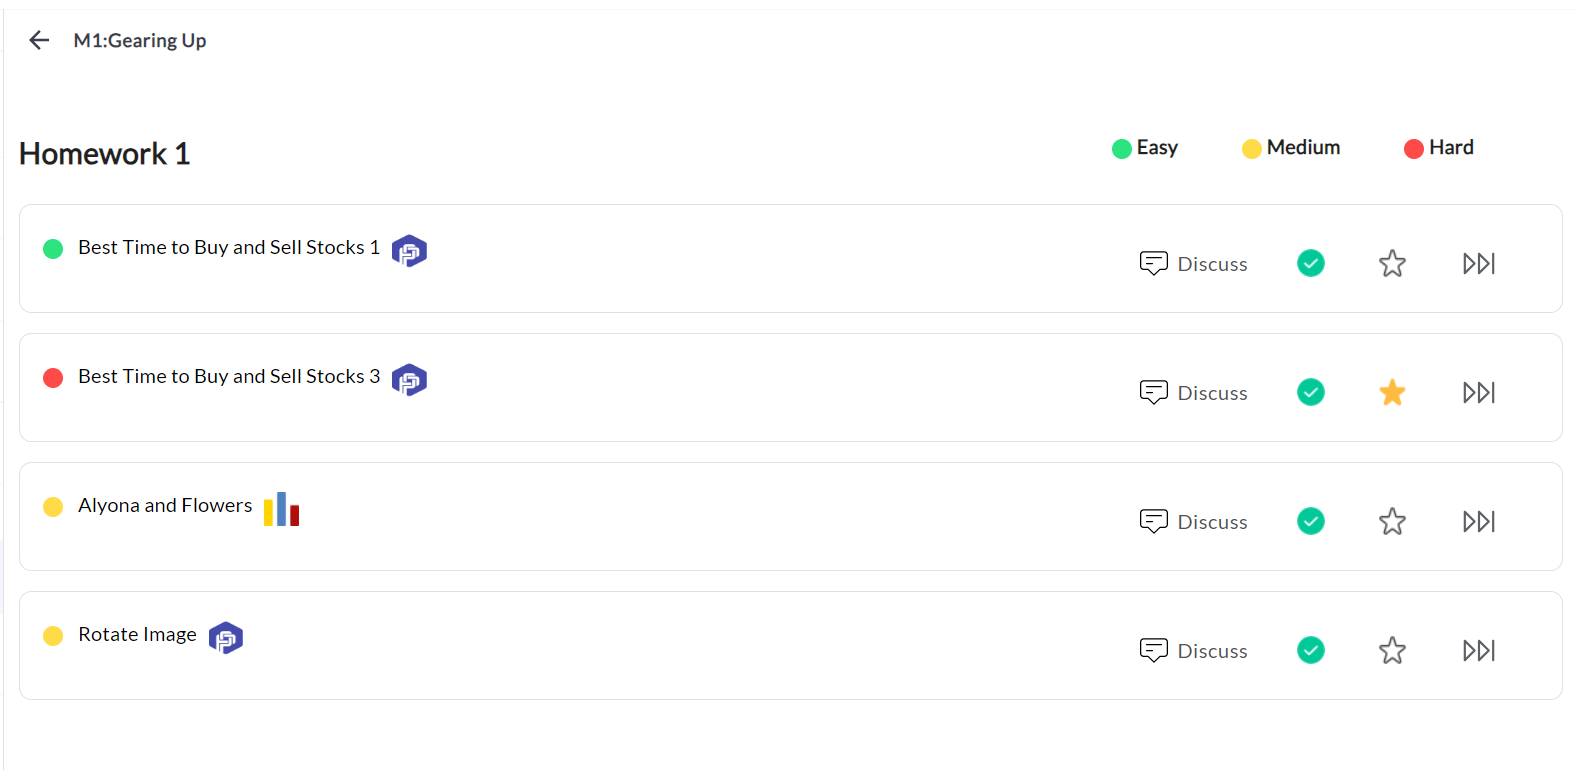 M1:Gearing Up
Homework 1
Easy
Medium
Hard
Best Time to Buy and Sell Stocks 1
Discuss
Best Time to Buy and Sell Stocks 3
Discuss
Alyona and Flowers
Discuss
Rotate Image
Discuss